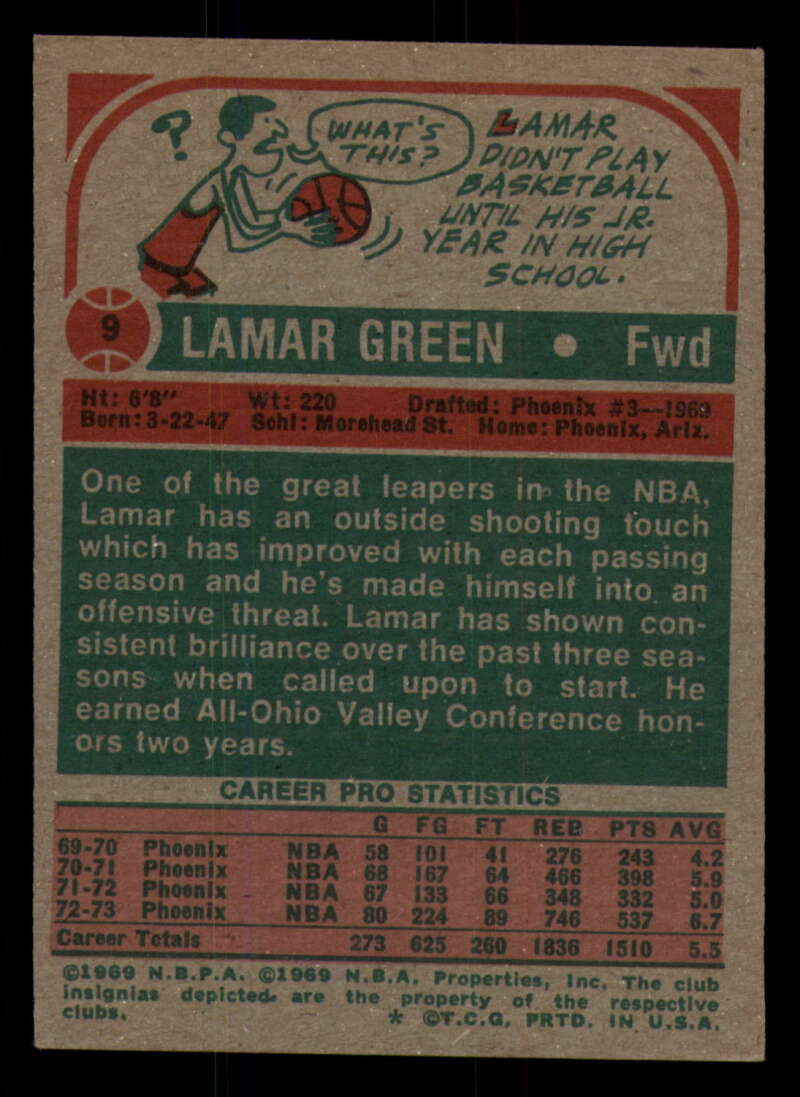 ?
WHAT'S
THIS?
LAMAR
DIDN'T PLAY
BASKETBALL
UNTIL HIS JR.
YEAR IN HIGH
SCHOOL.
9 LAMAR GREEN • Fwd
Ht: 6'8" Wt: 220 Drafted: Phoenix #3—1969
Born: 3-22-47 Schl: Morehead St. Home: Phoenix, Ariz.
One of the great leapers in the NBA,
Lamar has an outside shooting touch
which has improved with each passing
season and he's made himself into an
offensive threat. Lamar has shown con-
sistent brilliance over the past three sea-
sons when called upon to start. He
earned All-Ohio Valley Conference hon-
ors two years.
CAREER PRO STATISTICS
G FG FT REB PTS AVG
69-70 Phoenix NBA 58 101 41 276 243 4.2
70-71 Phoenix NBA 68 167 64 466 398 5.9
71-72 Phoenix NBA 67 133 66 348 332 5.0
72-73 Phoenix NBA 80 224 89 746 537 6.7
Career Totals 273 625 260 1836 1510 5.5
©1969 N.B.P.A. ©1969 N.B.A. Properties, Inc. The club
insignias depicted are the property of the respective
clubs. * ©T.C.G. PRTD. IN U.S.A.